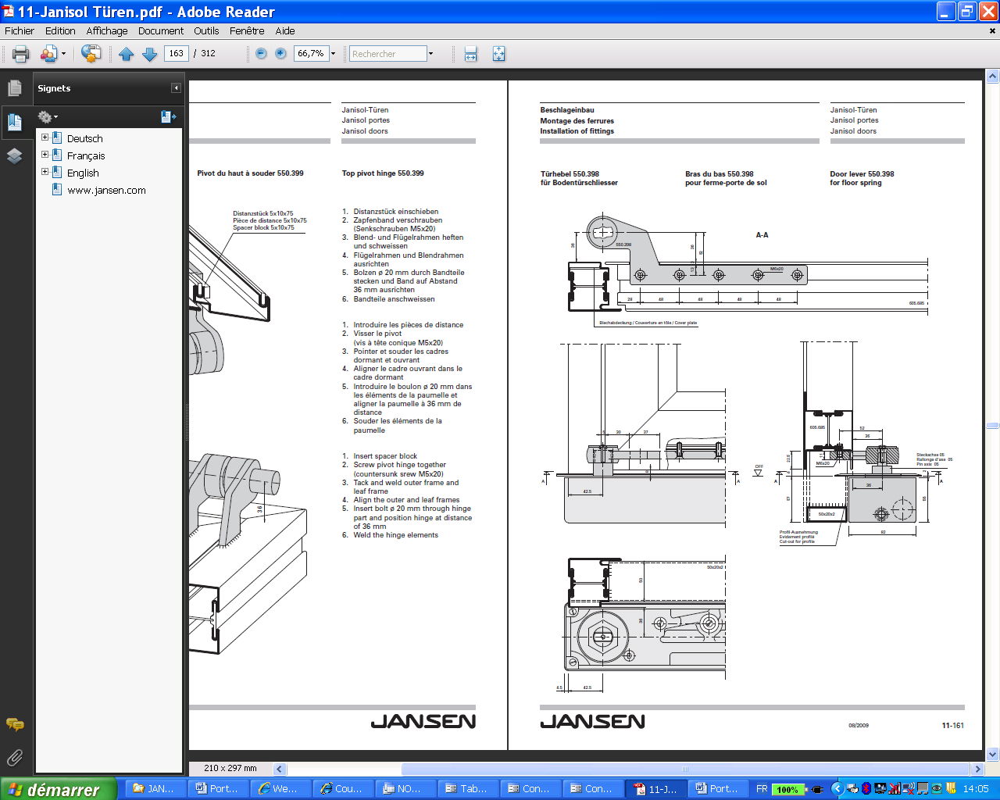 11-Janisol Türen.pdf - Adobe Reader
Fichier Edition Affichage Document Outils Fenêtre Aide
163 / 312 66,7% Rechercher
Signets
Deutsch
Français
English
www.jansen.com
Janisol-Türen
Janisol portes
Janisol doors
Pivot du haut à souder 550.399
Top pivot hinge 550.399
Distanzstück 5x10x75
Pièce de distance 5x10x75
Spacer block 5x10x75
1. Distanzstück einschieben
2. Zapfenband verschrauben
(Senkschrauben M5x20)
3. Blend- und Flügelrahmen heften
und schweissen
4. Flügelrahmen und Blendrahmen
ausrichten
5. Bolzen ø 20 mm durch Bandteile
stecken und Band auf Abstand
36 mm ausrichten
6. Bandteile anschweissen
1. Introduire les pièces de distance
2. Visser le pivot
(vis à tête conique M5x20)
3. Pointer et souder les cadres
dormant et ouvrant
4. Aligner le cadre ouvrant dans le
cadre dormant
5. Introduire le boulon ø 20 mm dans
les éléments de la paumelle et
aligner la paumelle à 36 mm de
distance
6. Souder les éléments de la
paumelle
1. Insert spacer block
2. Screw pivot hinge together
(countersunk srew M5x20)
3. Tack and weld outer frame and
leaf frame
4. Align the outer and leaf frames
5. Insert bolt ø 20 mm through hinge
part and position hinge at distance
of 36 mm
6. Weld the hinge elements
36
JANSEN
Beschlageinbau
Montage des ferrures
Installation of fittings
Janisol-Türen
Janisol portes
Janisol doors
Türhebel 550.398
für Bodentürschliesser
Bras du bas 550.398
pour ferme-porte de sol
Door lever 550.398
for floor spring
A-A
36
550.398
36
M6x20
28 48 48 48 48
605.685
Blechabdeckung / Couverture en tôle / Cover plate
5 30 37
A A
42.5
605.685
52
36
M6x20
OFF
Steckachse 05
Rallonge d'axe 05
Pin axis 05
A A
36
50x20x2
Profil-Ausnehmung
Evidement profilé
Cut-out for profile
82
50x20x2
50
36
4.5 42.5
JANSEN
08/2009
11-161
210 x 297 mm
démarrer
JAN...
Port...
We...
Cou...
NO...
Tab...
Con...
Con...
11-J...
Port...
FR
100%
14:05